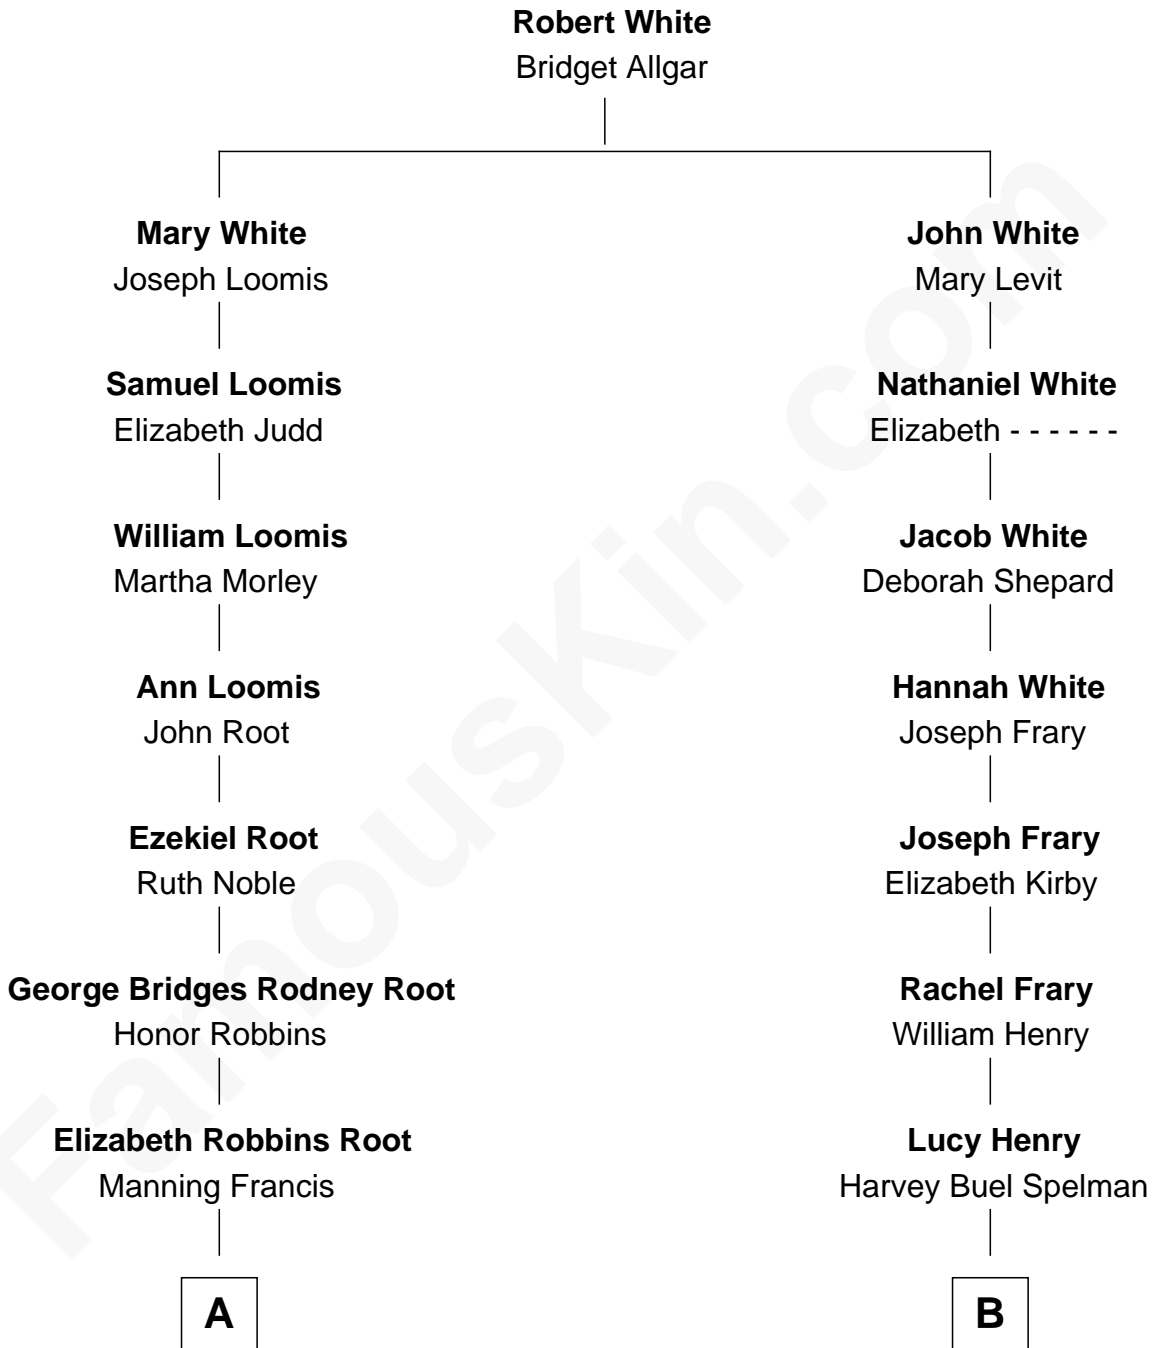 Robert White
Bridget Allgar
Mary White
Joseph Loomis
John White
Mary Levit
Samuel Loomis
Elizabeth Judd
Nathaniel White
Elizabeth - - - - - -
William Loomis
Martha Morley
Jacob White
Deborah Shepard
Ann Loomis
John Root
Hannah White
Joseph Frary
Ezekiel Root
Ruth Noble
Joseph Frary
Elizabeth Kirby
George Bridges Rodney Root
Honor Robbins
Rachel Frary
William Henry
Elizabeth Robbins Root
Manning Francis
Lucy Henry
Harvey Buel Spelman
A
B
FamousKin.com